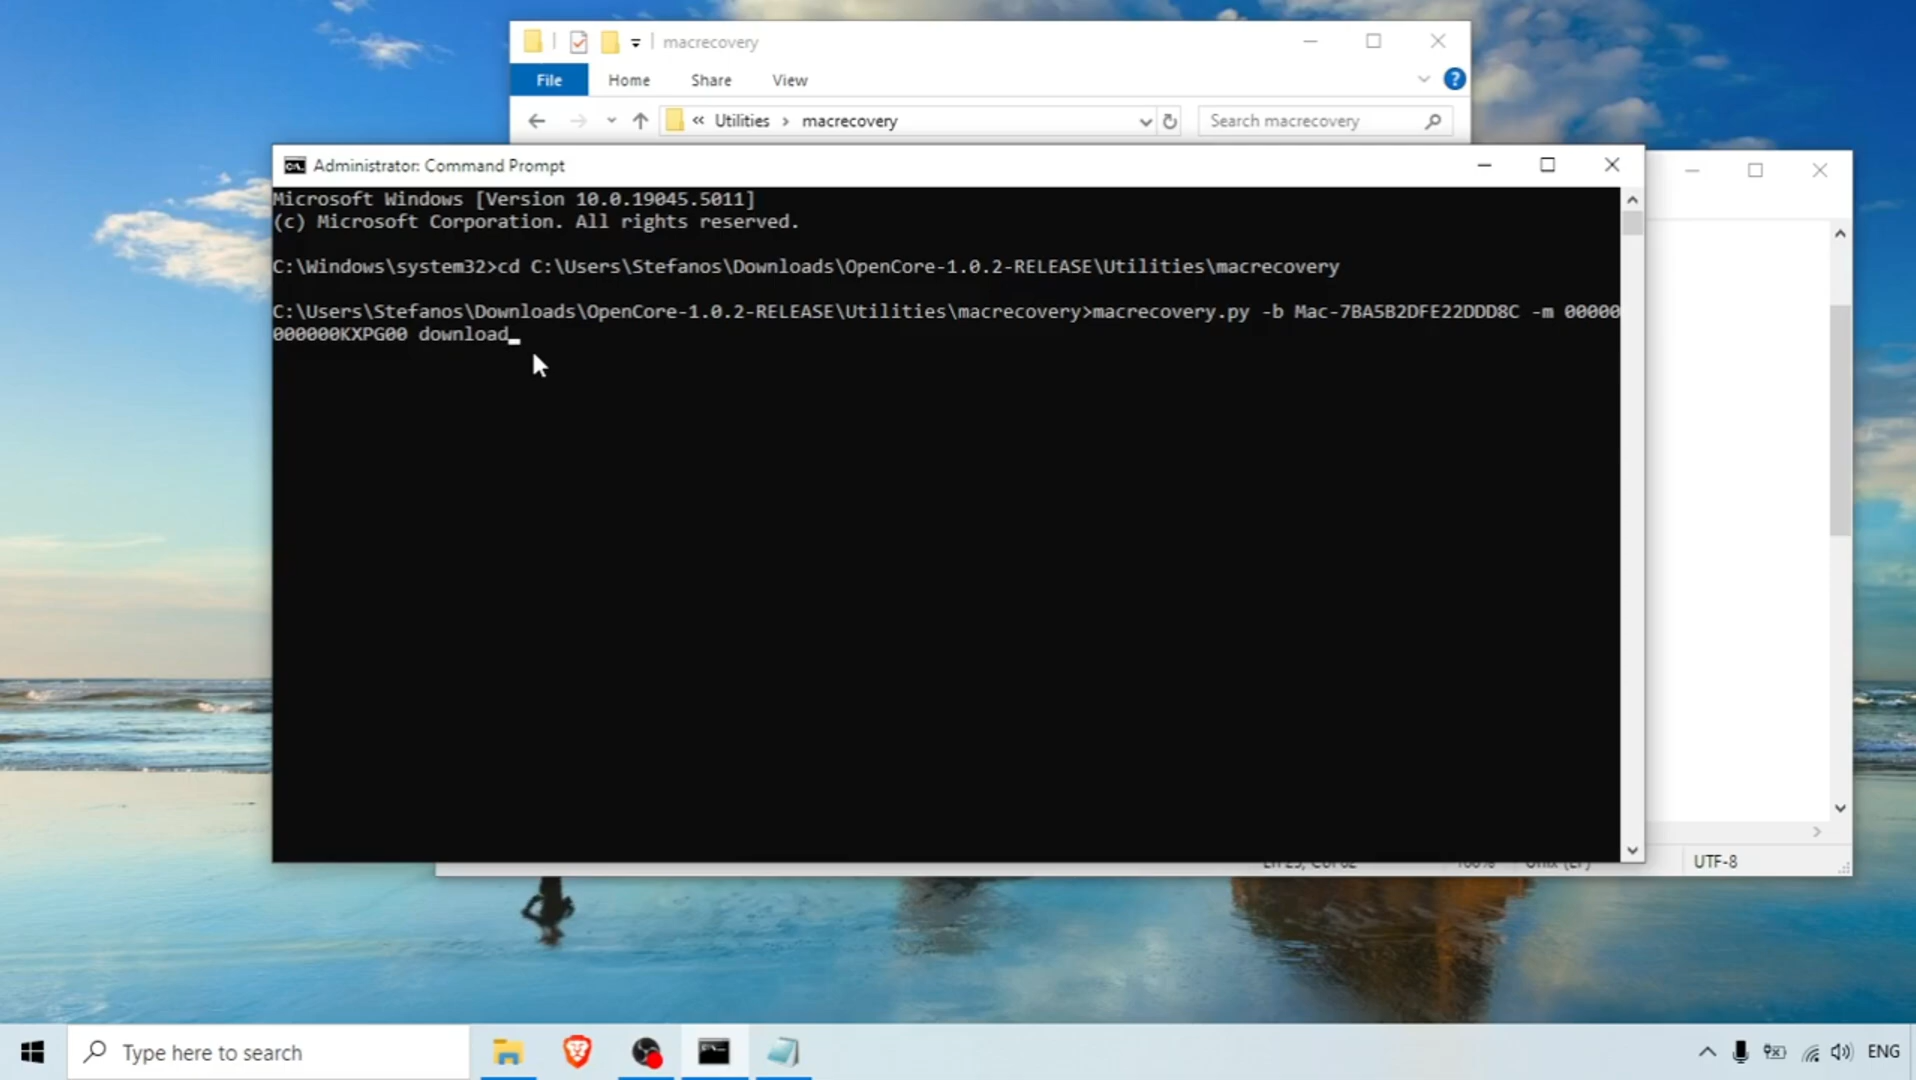 macrecovery
File Home Share View
« Utilities > macrecovery
Search macrecovery
Administrator: Command Prompt
Microsoft Windows [Version 10.0.19045.5011]
(c) Microsoft Corporation. All rights reserved.
C:\Windows\system32>cd C:\Users\Stefanos\Downloads\OpenCore-1.0.2-RELEASE\Utilities\macrecovery
C:\Users\Stefanos\Downloads\OpenCore-1.0.2-RELEASE\Utilities\macrecovery>macrecovery.py -b Mac-7BA5B2DFE22DDD8C -m 00000
000000KXPG00 download
UTF-8
Type here to search
ENG